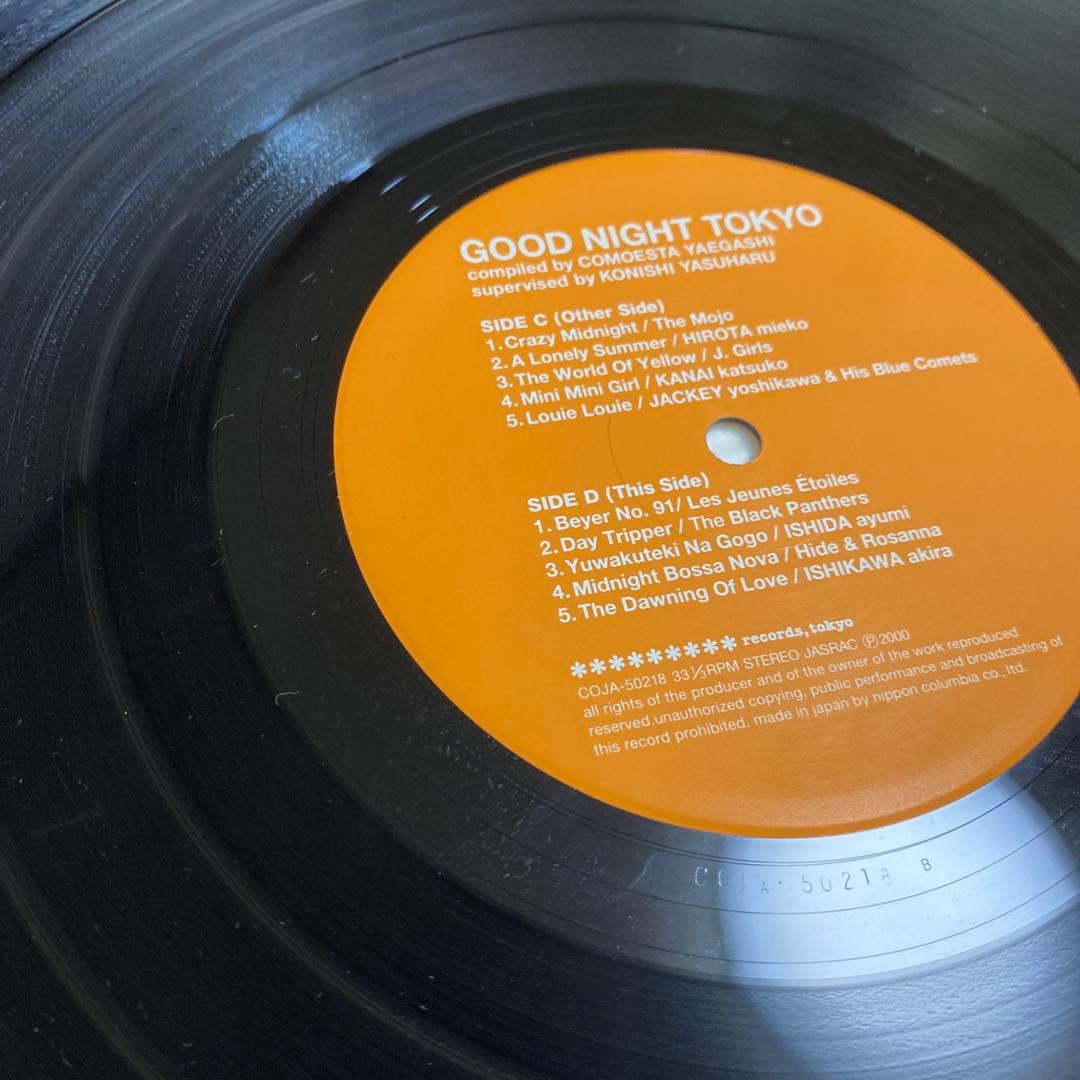 GOOD NIGHT TOKYO
compiled by COMOESTA YAEGASHI
supervised by KONISHI YASUHARU
SIDE C (Other Side)
1. Crazy Midnight / The Mojo
2. A Lonely Summer / HIROTA mieko
3. The World Of Yellow / J. Girls
4. Mini Mini Girl / KANAI katsuko
5. Louie Louie / JACKEY yoshikawa & His Blue Comets
SIDE D (This Side)
1. Beyer No. 91/ Les Jeunes Étoiles
2. Day Tripper / The Black Panthers
3. Yuwakuteki Na Gogo / ISHIDA ayumi
4. Midnight Bossa Nova / Hide & Rosanna
5. The Dawning Of Love / ISHIKAWA akira
********* records, tokyo
COJA-50218 33 1/3RPM STEREO JASRAC Ⓟ2000
all rights of the producer and of the owner of the work reproduced
reserved.unauthorized copying, public performance and broadcasting of
this record prohibited. made in japan by nippon columbia co., ltd.
COJA-50218 B